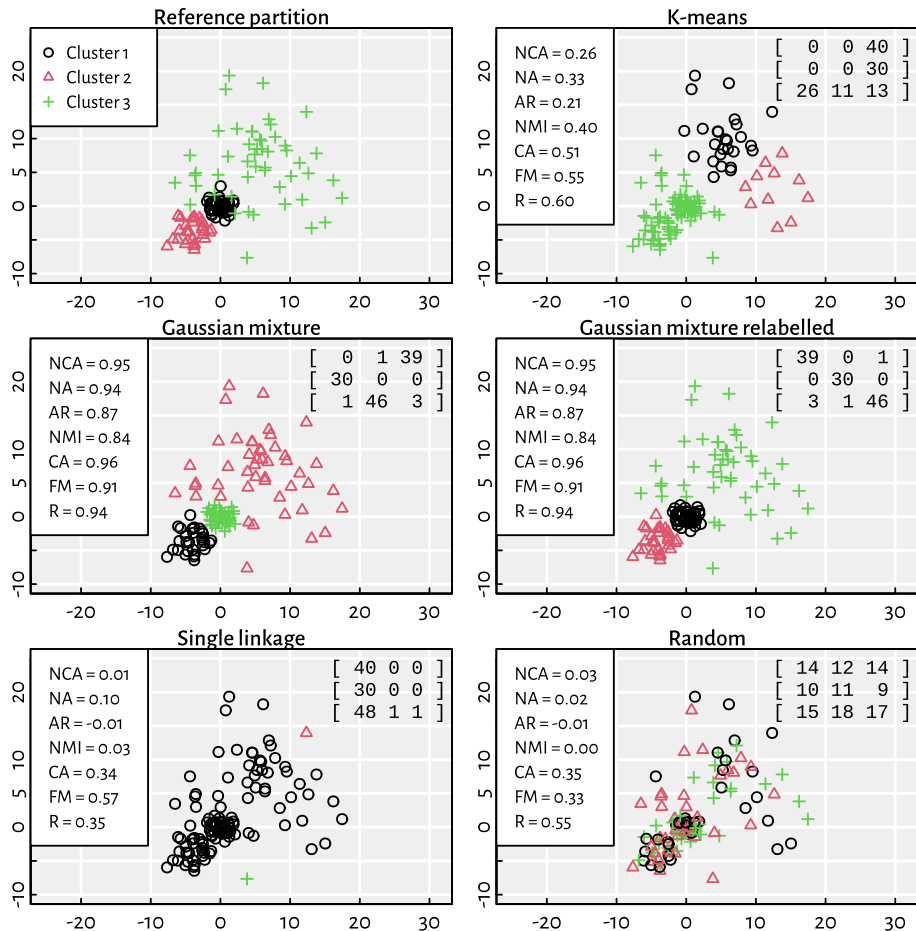 Reference partition
Cluster 1
Cluster 2
Cluster 3
20
10
5
0
-10
-20 -10 0 10 20 30
K-means
NCA = 0.26
NA = 0.33
AR = 0.21
NMI = 0.40
CA = 0.51
FM = 0.55
R = 0.60
[ 0 0 40 ]
[ 0 0 30 ]
[ 26 11 13 ]
20
10
5
0
-10
-20 -10 0 10 20 30
Gaussian mixture
NCA = 0.95
NA = 0.94
AR = 0.87
NMI = 0.84
CA = 0.96
FM = 0.91
R = 0.94
[ 0 1 39 ]
[ 30 0 0 ]
[ 1 46 3 ]
20
10
5
0
-10
-20 -10 0 10 20 30
Gaussian mixture relabelled
NCA = 0.95
NA = 0.94
AR = 0.87
NMI = 0.84
CA = 0.96
FM = 0.91
R = 0.94
[ 39 0 1 ]
[ 0 30 0 ]
[ 3 1 46 ]
20
10
5
0
-10
-20 -10 0 10 20 30
Single linkage
NCA = 0.01
NA = 0.10
AR = -0.01
NMI = 0.03
CA = 0.34
FM = 0.57
R = 0.35
[ 40 0 0 ]
[ 30 0 0 ]
[ 48 1 1 ]
20
10
5
0
-10
-20 -10 0 10 20 30
Random
NCA = 0.03
NA = 0.02
AR = -0.01
NMI = 0.00
CA = 0.35
FM = 0.33
R = 0.55
[ 14 12 14 ]
[ 10 11 9 ]
[ 15 18 17 ]
20
10
5
0
-10
-20 -10 0 10 20 30